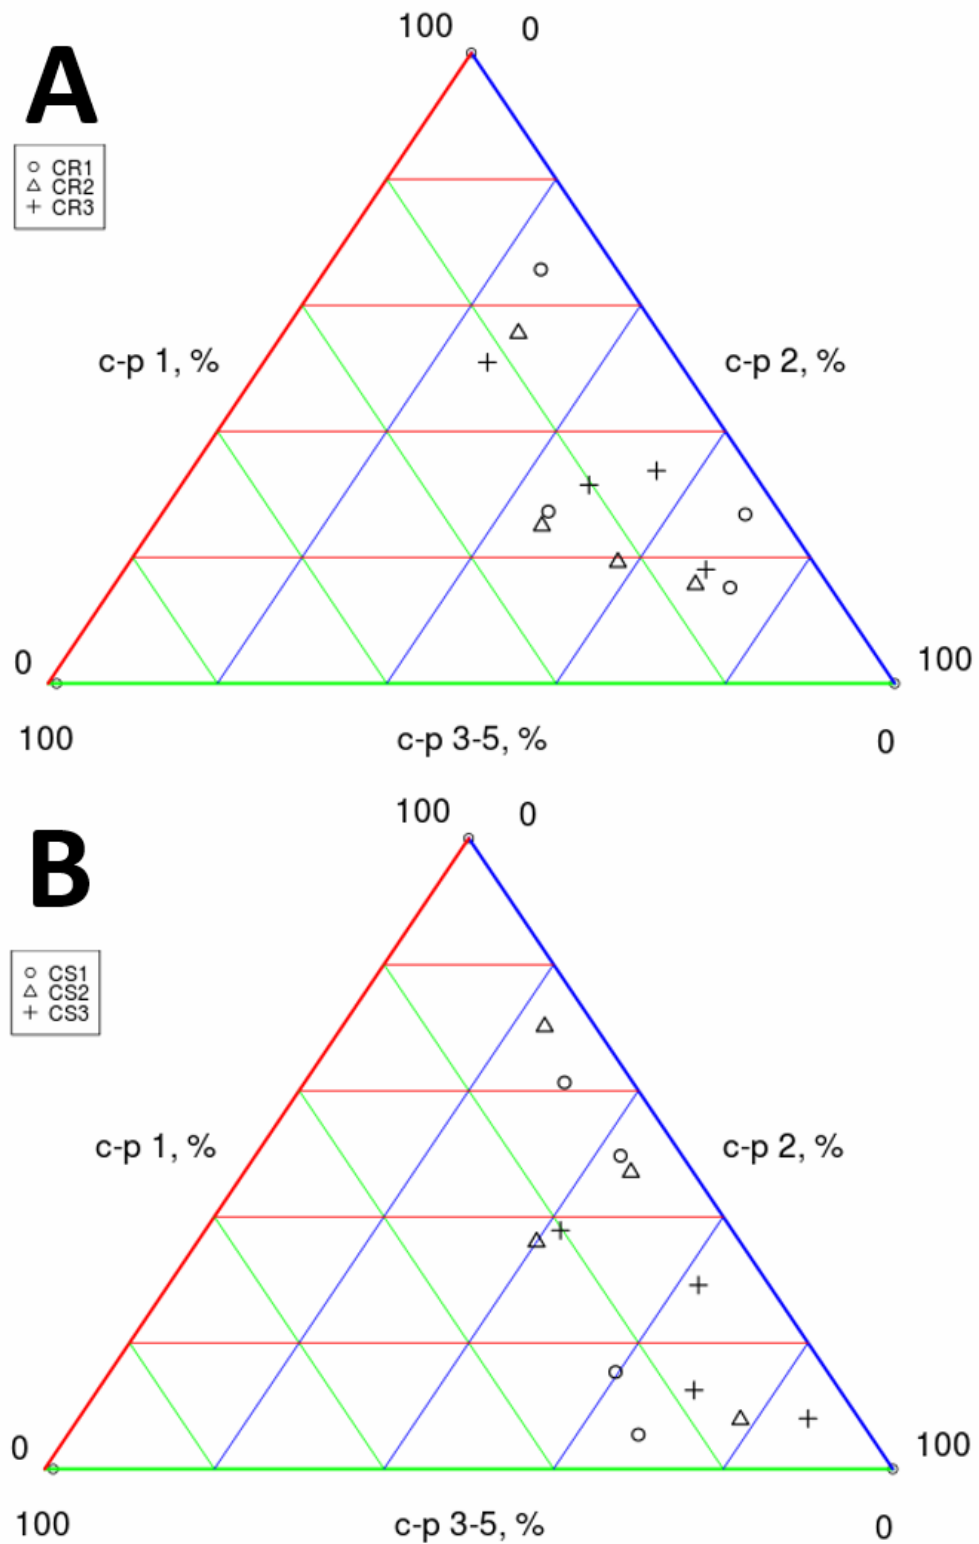 100 0
A
CR1
CR2
CR3
c-p 1, %
c-p 2, %
0
100
100
c-p 3-5, %
0
100 0
B
CS1
CS2
CS3
c-p 1, %
c-p 2, %
0
100
100
c-p 3-5, %
0